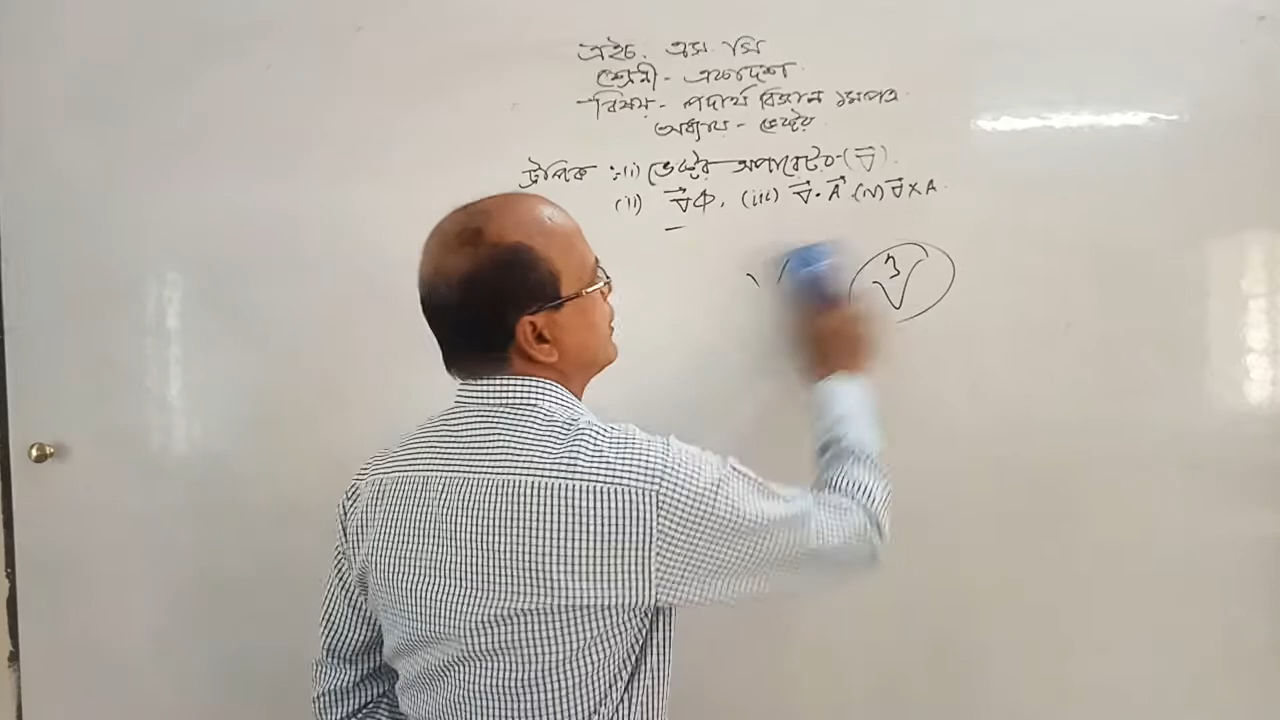 এইচ. এস. সি
শ্রেণী - একাদশ
বিষয় - পদার্থ বিজ্ঞান ১মপত্র
অধ্যায় - ভেক্টর
টপিক :- (i) ভেক্টর অপারেটর - (∇⃗).
(ii) ∇⃗φ, (iii) ∇⃗·A⃗ (iv) ∇⃗×A.